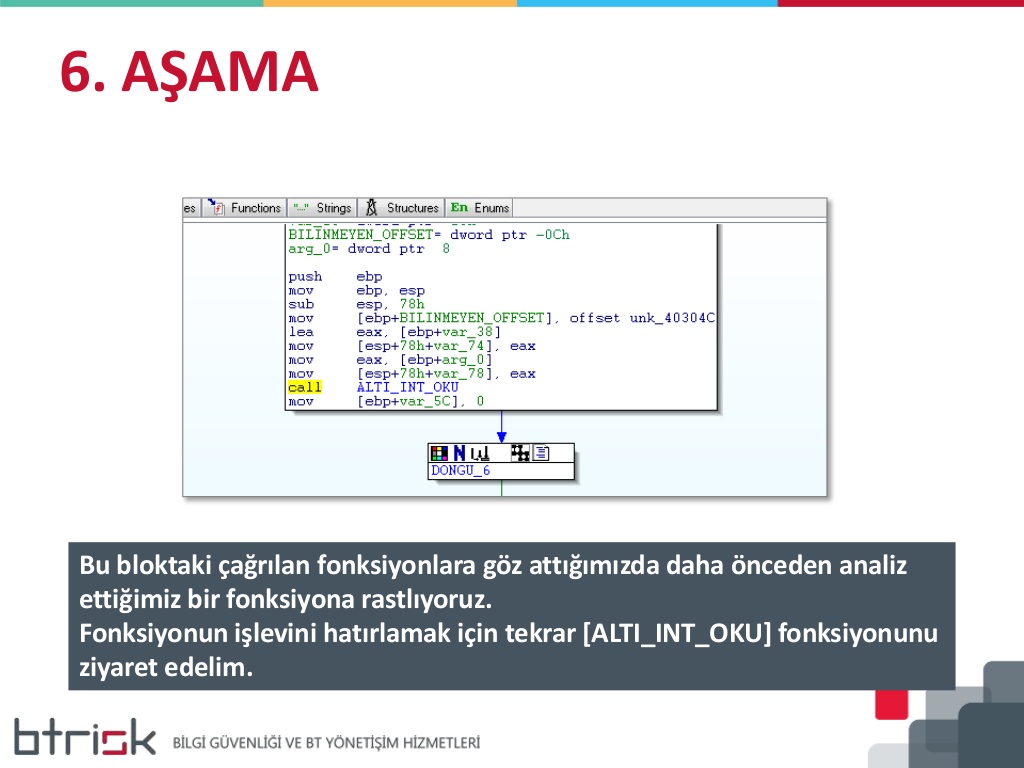 6. AŞAMA
es Functions "..." Strings Structures En Enums
BILINMEYEN_OFFSET= dword ptr -0Ch
arg_0= dword ptr 8
push ebp
mov ebp, esp
sub esp, 78h
mov [ebp+BILINMEYEN_OFFSET], offset unk_40304C
lea eax, [ebp+var_38]
mov [esp+78h+var_74], eax
mov eax, [ebp+arg_0]
mov [esp+78h+var_78], eax
call ALTI_INT_OKU
mov [ebp+var_5C], 0
DONGU_6
Bu bloktaki çağrılan fonksiyonlara göz attığımızda daha önceden analiz
ettiğimiz bir fonksiyona rastlıyoruz.
Fonksiyonun işlevini hatırlamak için tekrar [ALTI_INT_OKU] fonksiyonunu
ziyaret edelim.
btrisk BİLGİ GÜVENLİĞİ VE BT YÖNETİŞİM HİZMETLERİ